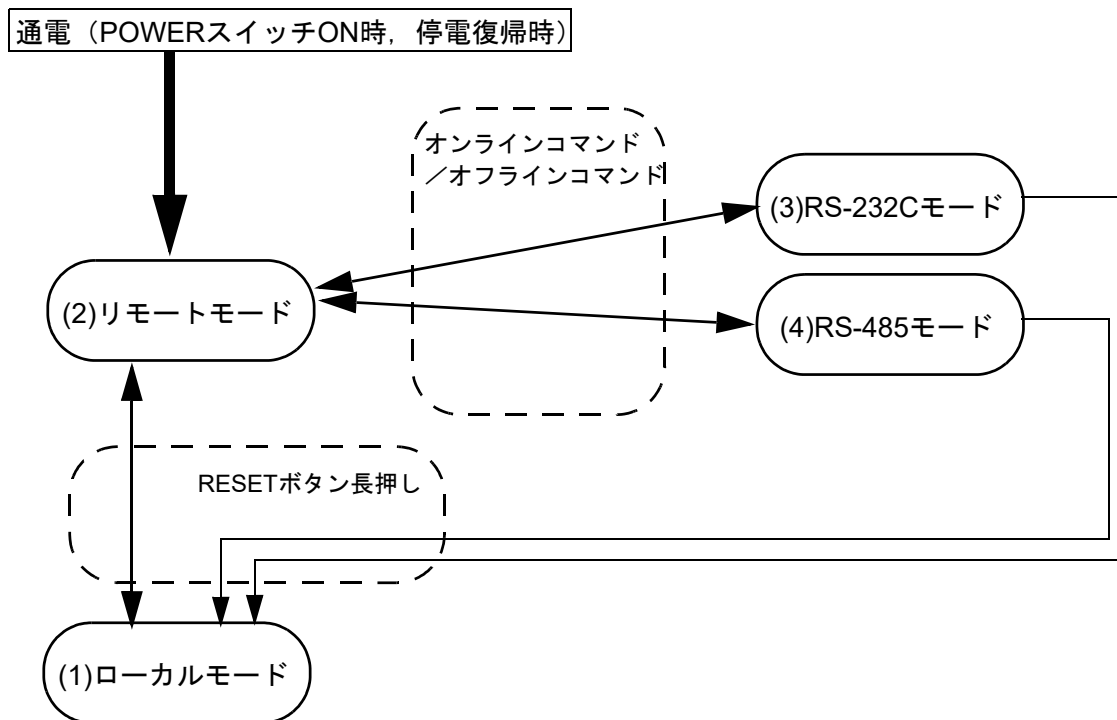 通電（POWERスイッチON時，停電復帰時）
オンラインコマンド
／オフラインコマンド
(3)RS-232Cモード
(2)リモートモード
(4)RS-485モード
RESETボタン長押し
(1)ローカルモード